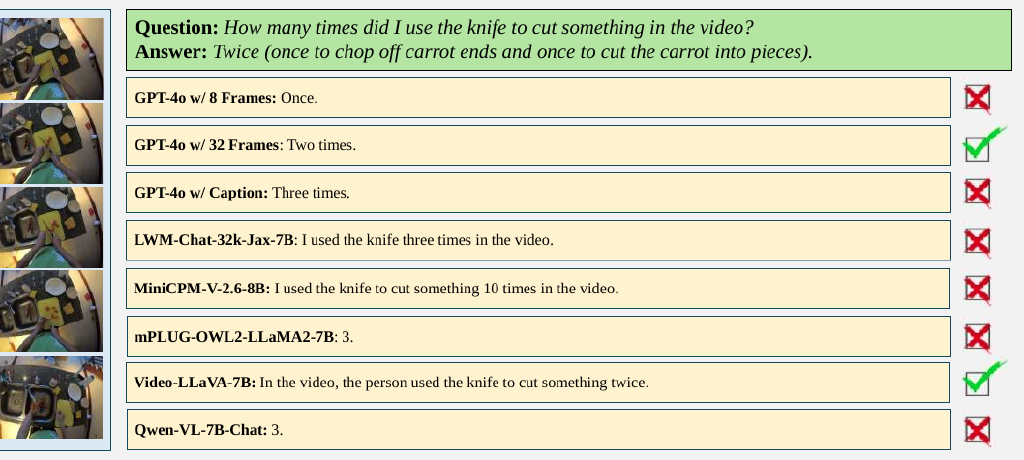 Question: How many times did I use the knife to cut something in the video?
Answer: Twice (once to chop off carrot ends and once to cut the carrot into pieces).
GPT-4o w/ 8 Frames: Once.
GPT-4o w/ 32 Frames: Two times.
GPT-4o w/ Caption: Three times.
LWM-Chat-32k-Jax-7B: I used the knife three times in the video.
MiniCPM-V-2.6-8B: I used the knife to cut something 10 times in the video.
mPLUG-OWL2-LLaMA2-7B: 3.
Video-LLaVA-7B: In the video, the person used the knife to cut something twice.
Qwen-VL-7B-Chat: 3.